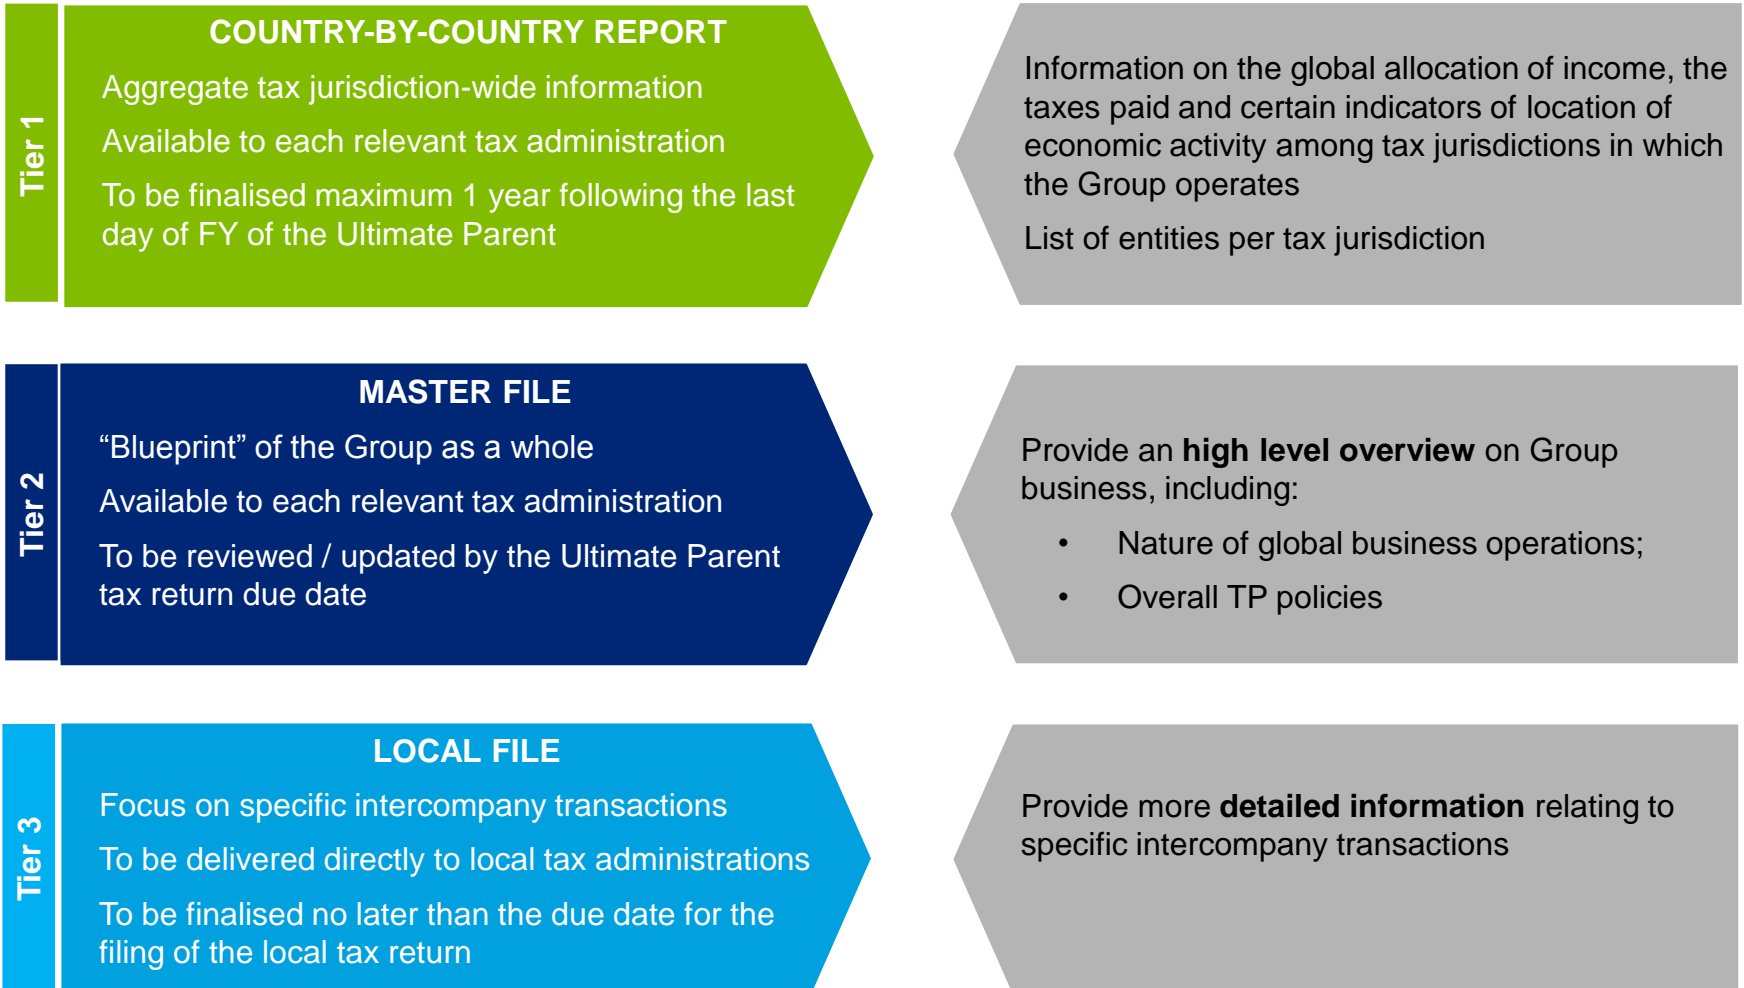 Tier 1
COUNTRY-BY-COUNTRY REPORT
Aggregate tax jurisdiction-wide information
Available to each relevant tax administration
To be finalised maximum 1 year following the last
day of FY of the Ultimate Parent
Information on the global allocation of income, the
taxes paid and certain indicators of location of
economic activity among tax jurisdictions in which
the Group operates
List of entities per tax jurisdiction
Tier 2
MASTER FILE
“Blueprint” of the Group as a whole
Available to each relevant tax administration
To be reviewed / updated by the Ultimate Parent
tax return due date
Provide an high level overview on Group
business, including:
• Nature of global business operations;
• Overall TP policies
Tier 3
LOCAL FILE
Focus on specific intercompany transactions
To be delivered directly to local tax administrations
To be finalised no later than the due date for the
filing of the local tax return
Provide more detailed information relating to
specific intercompany transactions